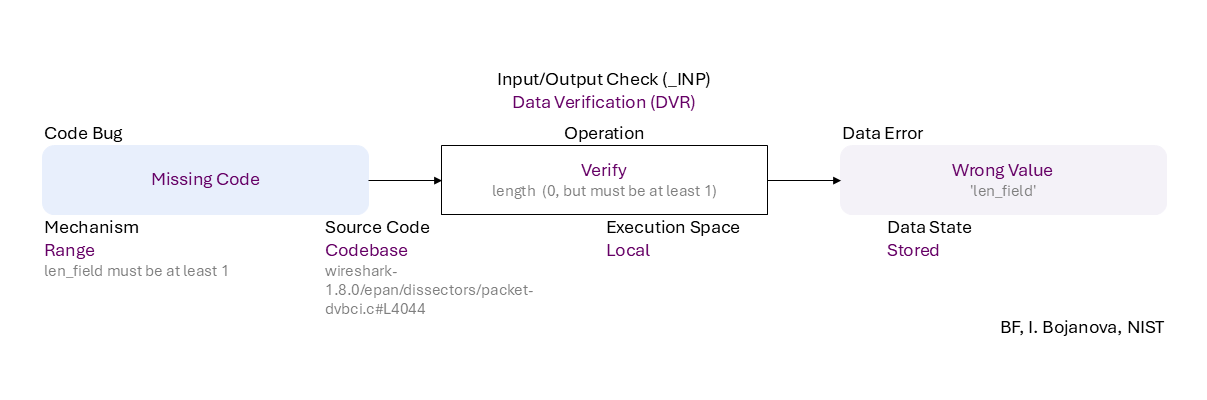 Input/Output Check (_INP)
Data Verification (DVR)
Code Bug
Operation
Data Error
Missing Code
Verify
length (0, but must be at least 1)
Wrong Value
'len_field'
Mechanism
Range
len_field must be at least 1
Source Code
Codebase
wireshark-
1.8.0/epan/dissectors/packet-
dvbci.c#L4044
Execution Space
Local
Data State
Stored
BF, I. Bojanova, NIST